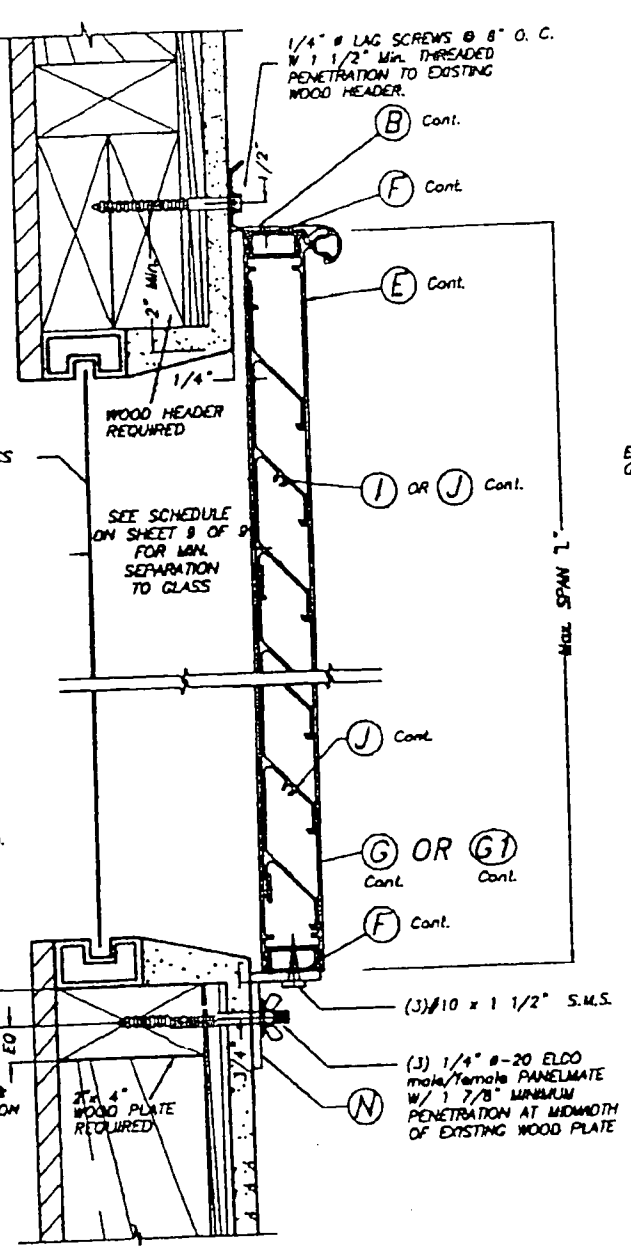 1/4" ø LAG SCREWS @ 8" O. C.
W 1 1/2" Min. THREADED
PENETRATION TO EXISTING
WOOD HEADER.
B Cont.
F Cont.
1/2"
E Cont.
2" Min.
1/4"
WOOD HEADER
REQUIRED
I OR J Cont.
SEE SCHEDULE
ON SHEET 9 OF 9
FOR MIN.
SEPARATION
TO GLASS
Max. SPAN "L"
J Cont.
G OR G1
Cont. Cont.
F Cont.
(3)#10 x 1 1/2" S.M.S.
EQ
3/4"
(3) 1/4" ø-20 ELCO
male/female PANELMATE
W/ 1 7/8" MINIMUM
PENETRATION AT MIDWIDTH
OF EXISTING WOOD PLATE
N
2"x 4"
WOOD PLATE
REQUIRED